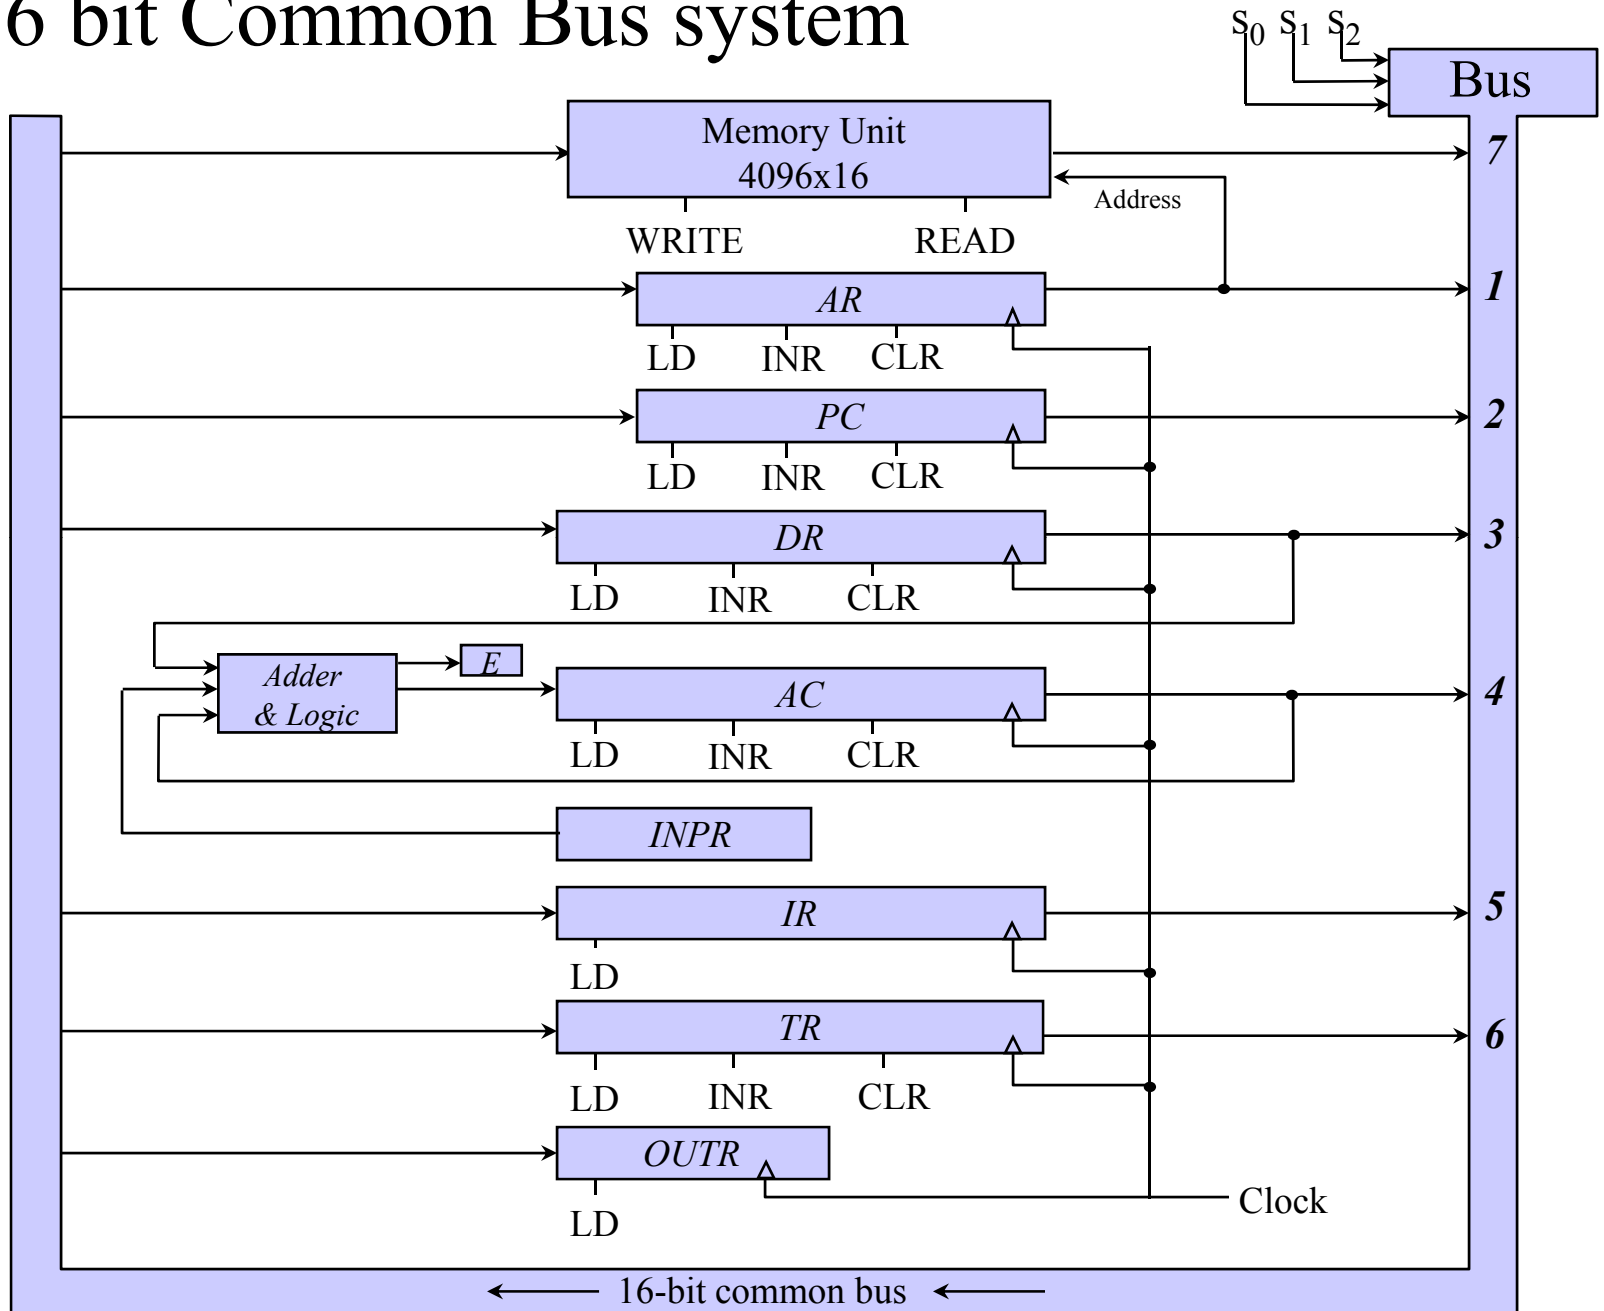 6 bit Common Bus system
S0 S1 S2
Bus
Memory Unit
4096x16
7
Address
WRITE READ
AR
1
LD INR CLR
PC
2
LD INR CLR
DR
3
LD INR CLR
Adder
& Logic
E
AC
4
LD INR CLR
INPR
IR
5
LD
TR
6
LD INR CLR
OUTR
Clock
LD
16-bit common bus